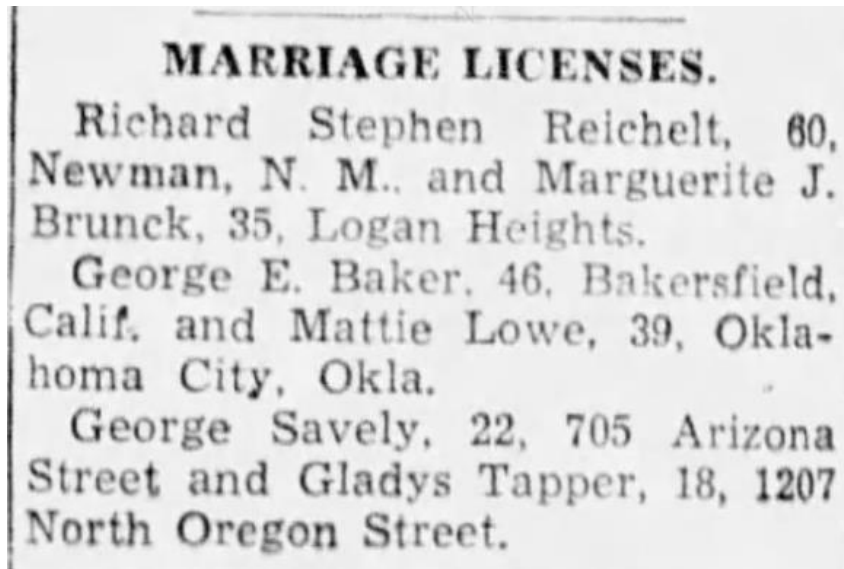 MARRIAGE LICENSES.
Richard Stephen Reichelt, 60,
Newman, N. M., and Marguerite J.
Brunck, 35, Logan Heights.
George E. Baker, 46, Bakersfield,
Calif. and Mattie Lowe, 39, Okla-
homa City, Okla.
George Savely, 22, 705 Arizona
Street and Gladys Tapper, 18, 1207
North Oregon Street.